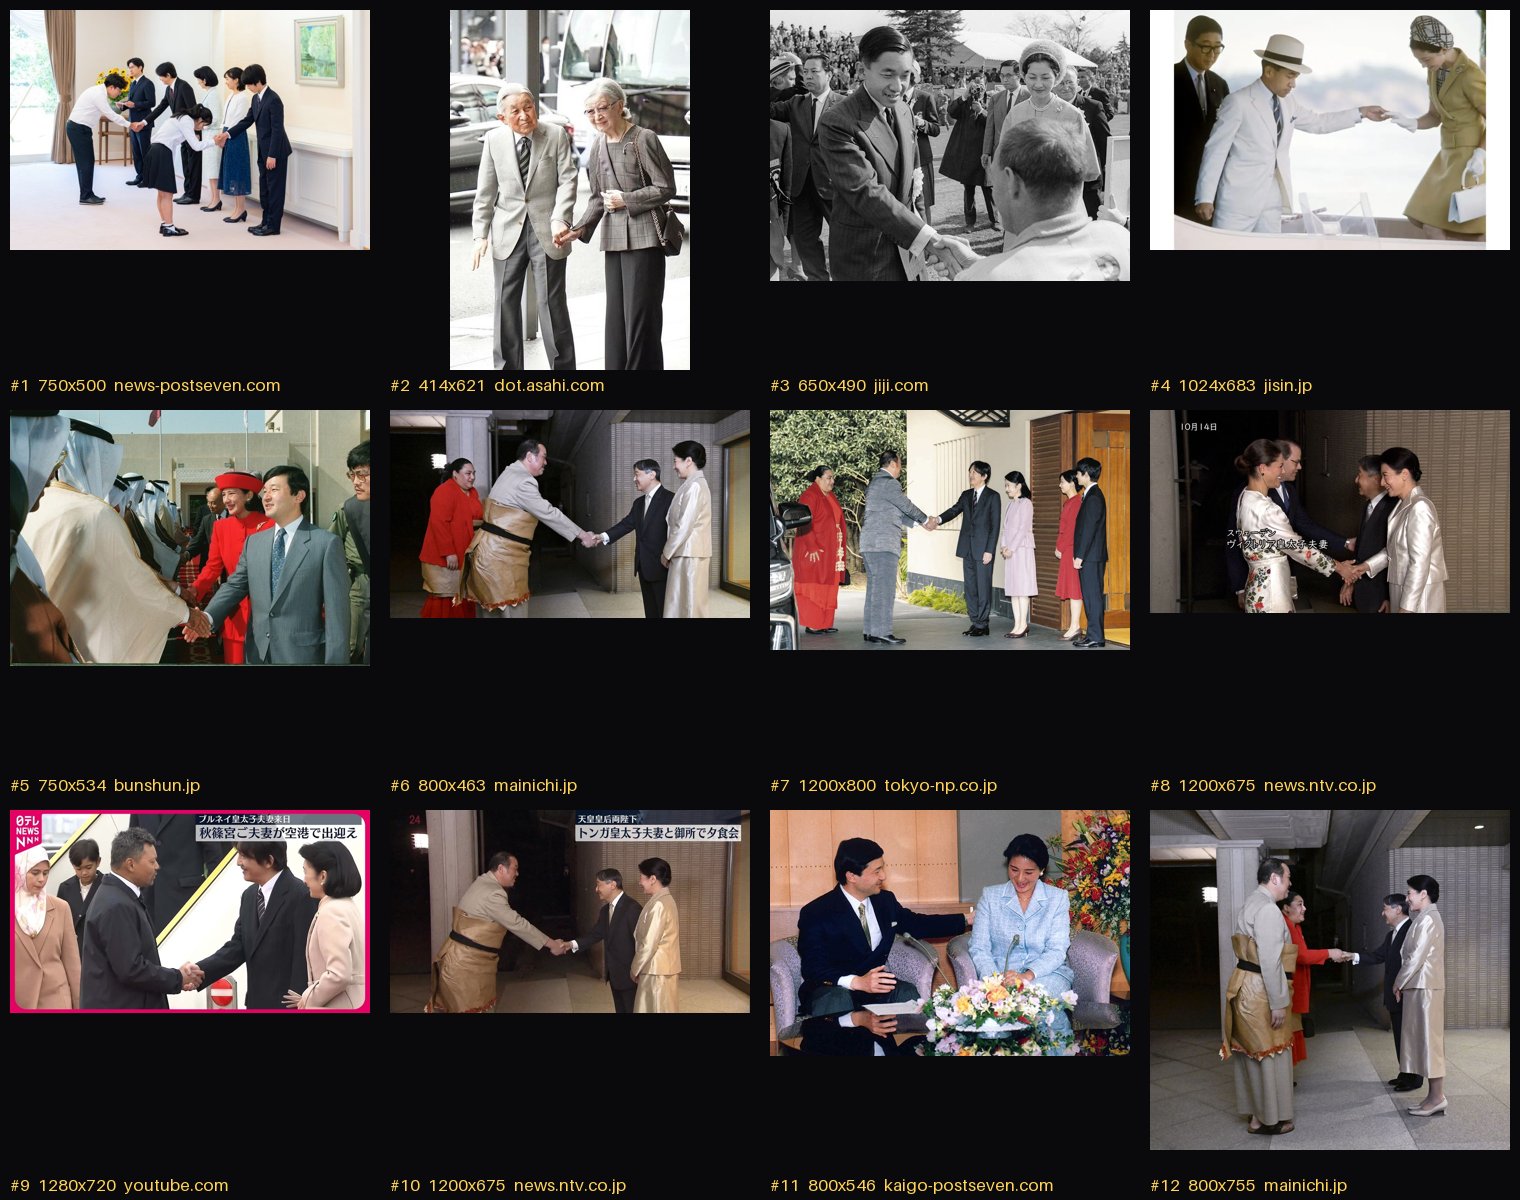 #1 750x500 news-postseven.com
#2 414x621 dot.asahi.com
#3 650x490 jiji.com
#4 1024x683 jisin.jp
10月14日
スウェーデン
ヴィクトリア皇太子夫妻
#5 750x534 bunshun.jp
#6 800x463 mainichi.jp
#7 1200x800 tokyo-np.co.jp
#8 1200x675 news.ntv.co.jp
日テレ
NEWS
NNN
ブルネイ皇太子夫妻来日
秋篠宮ご夫妻が空港で出迎え
24
天皇皇后両陛下
トンガ皇太子夫妻と御所で夕食会
#9 1280x720 youtube.com
#10 1200x675 news.ntv.co.jp
#11 800x546 kaigo-postseven.com
#12 800x755 mainichi.jp